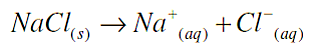 NaCl(s) → Na⁺(aq) + Cl⁻(aq)